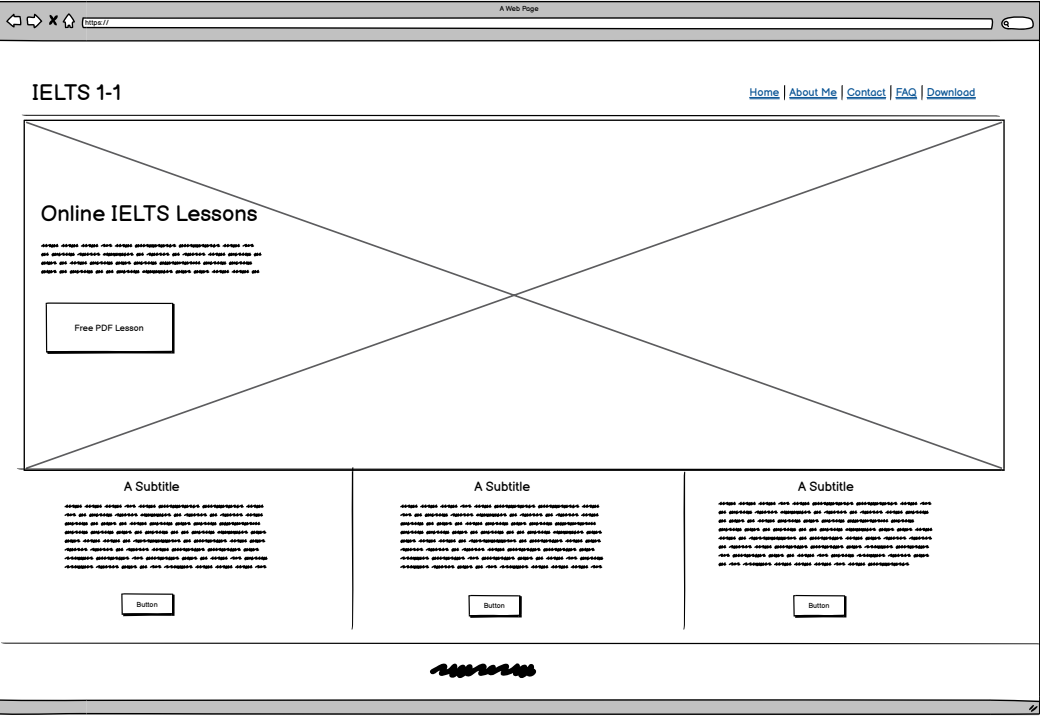 A Web Page
https://
IELTS 1-1
Home | About Me | Contact | FAQ | Download
Online IELTS Lessons
Free PDF Lesson
A Subtitle
A Subtitle
A Subtitle
Button
Button
Button